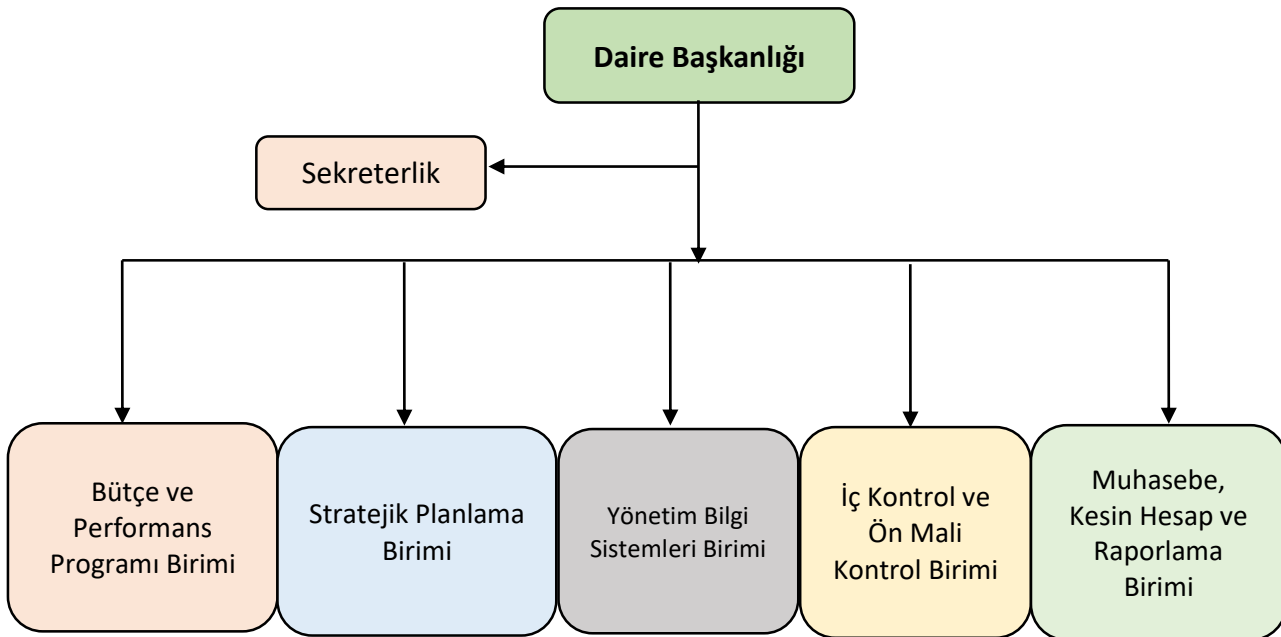 Daire Başkanlığı
Sekreterlik
Bütçe ve
Performans
Programı Birimi
Stratejik Planlama
Birimi
Yönetim Bilgi
Sistemleri Birimi
İç Kontrol ve
Ön Mali
Kontrol Birimi
Muhasebe,
Kesin Hesap ve
Raporlama
Birimi